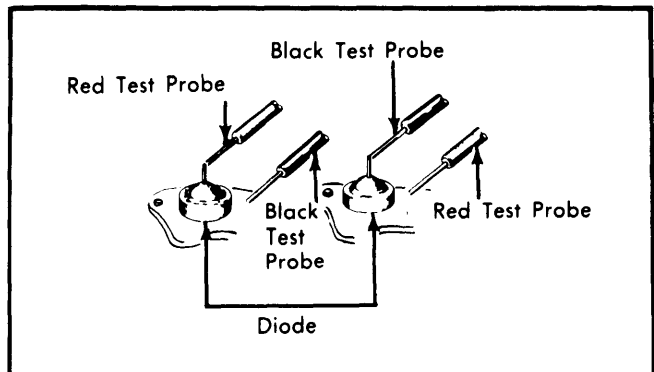 Black Test Probe
Red Test Probe
Black
Test
Probe
Red Test Probe
Diode